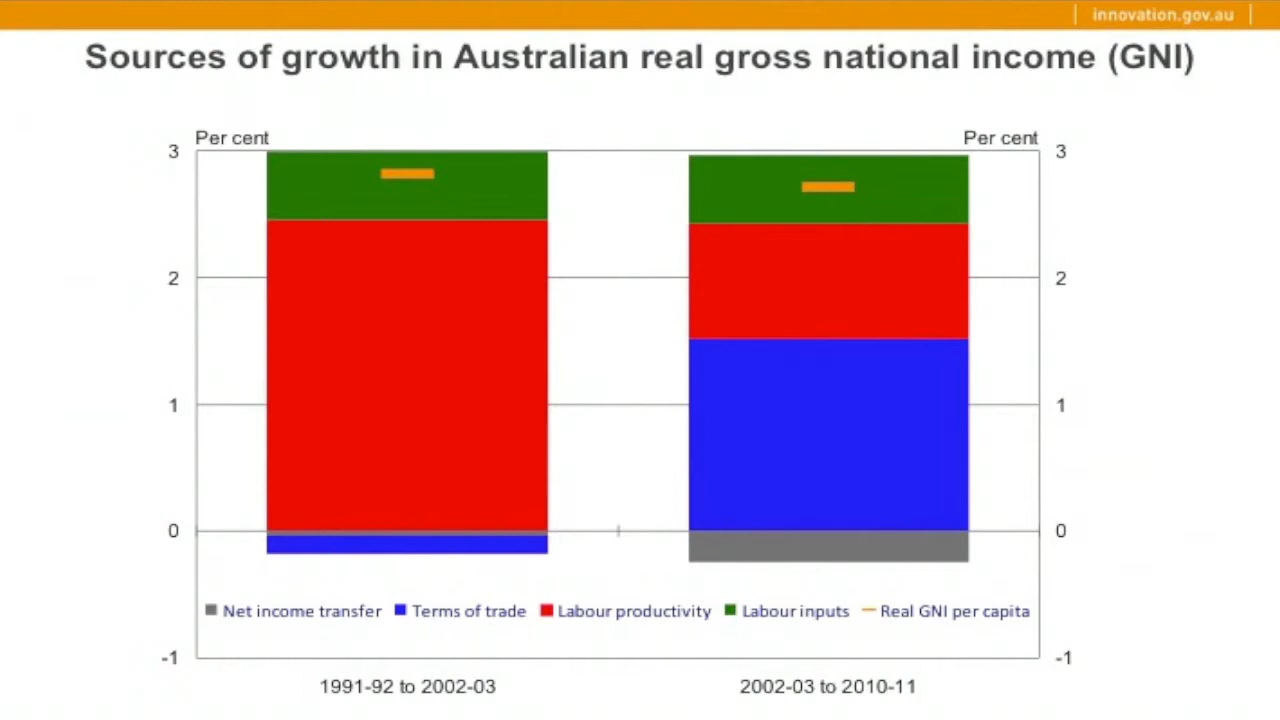 innovation.gov.au
Sources of growth in Australian real gross national income (GNI)
Per cent Per cent
3 3
2 2
1 1
0 0
Net income transfer Terms of trade Labour productivity Labour inputs Real GNI per capita
-1 -1
1991-92 to 2002-03 2002-03 to 2010-11